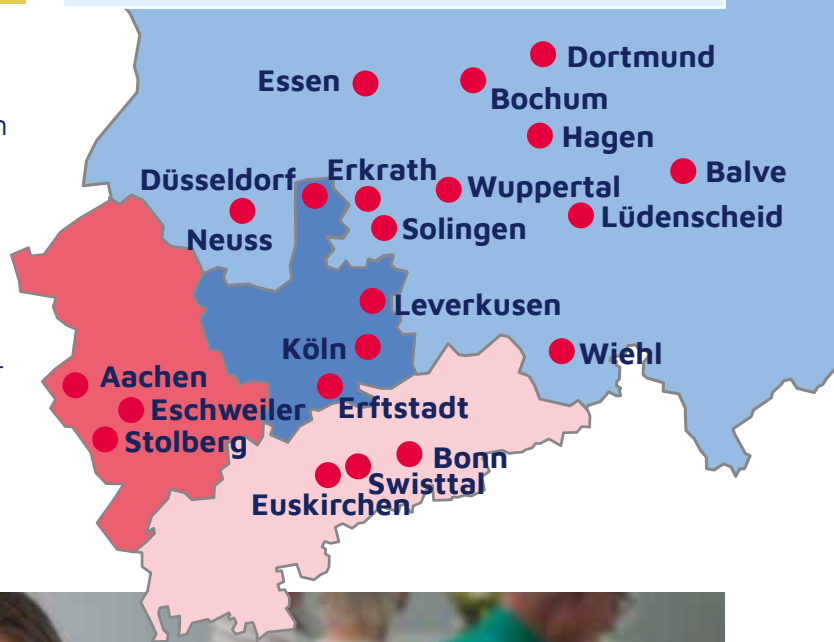 Dortmund
Essen
Bochum
Hagen
Erkrath
Balve
Düsseldorf
Wuppertal
Lüdenscheid
Neuss
Solingen
Leverkusen
Köln
Wiehl
Aachen
Erftstadt
Eschweiler
Stolberg
Bonn
Swisttal
Euskirchen